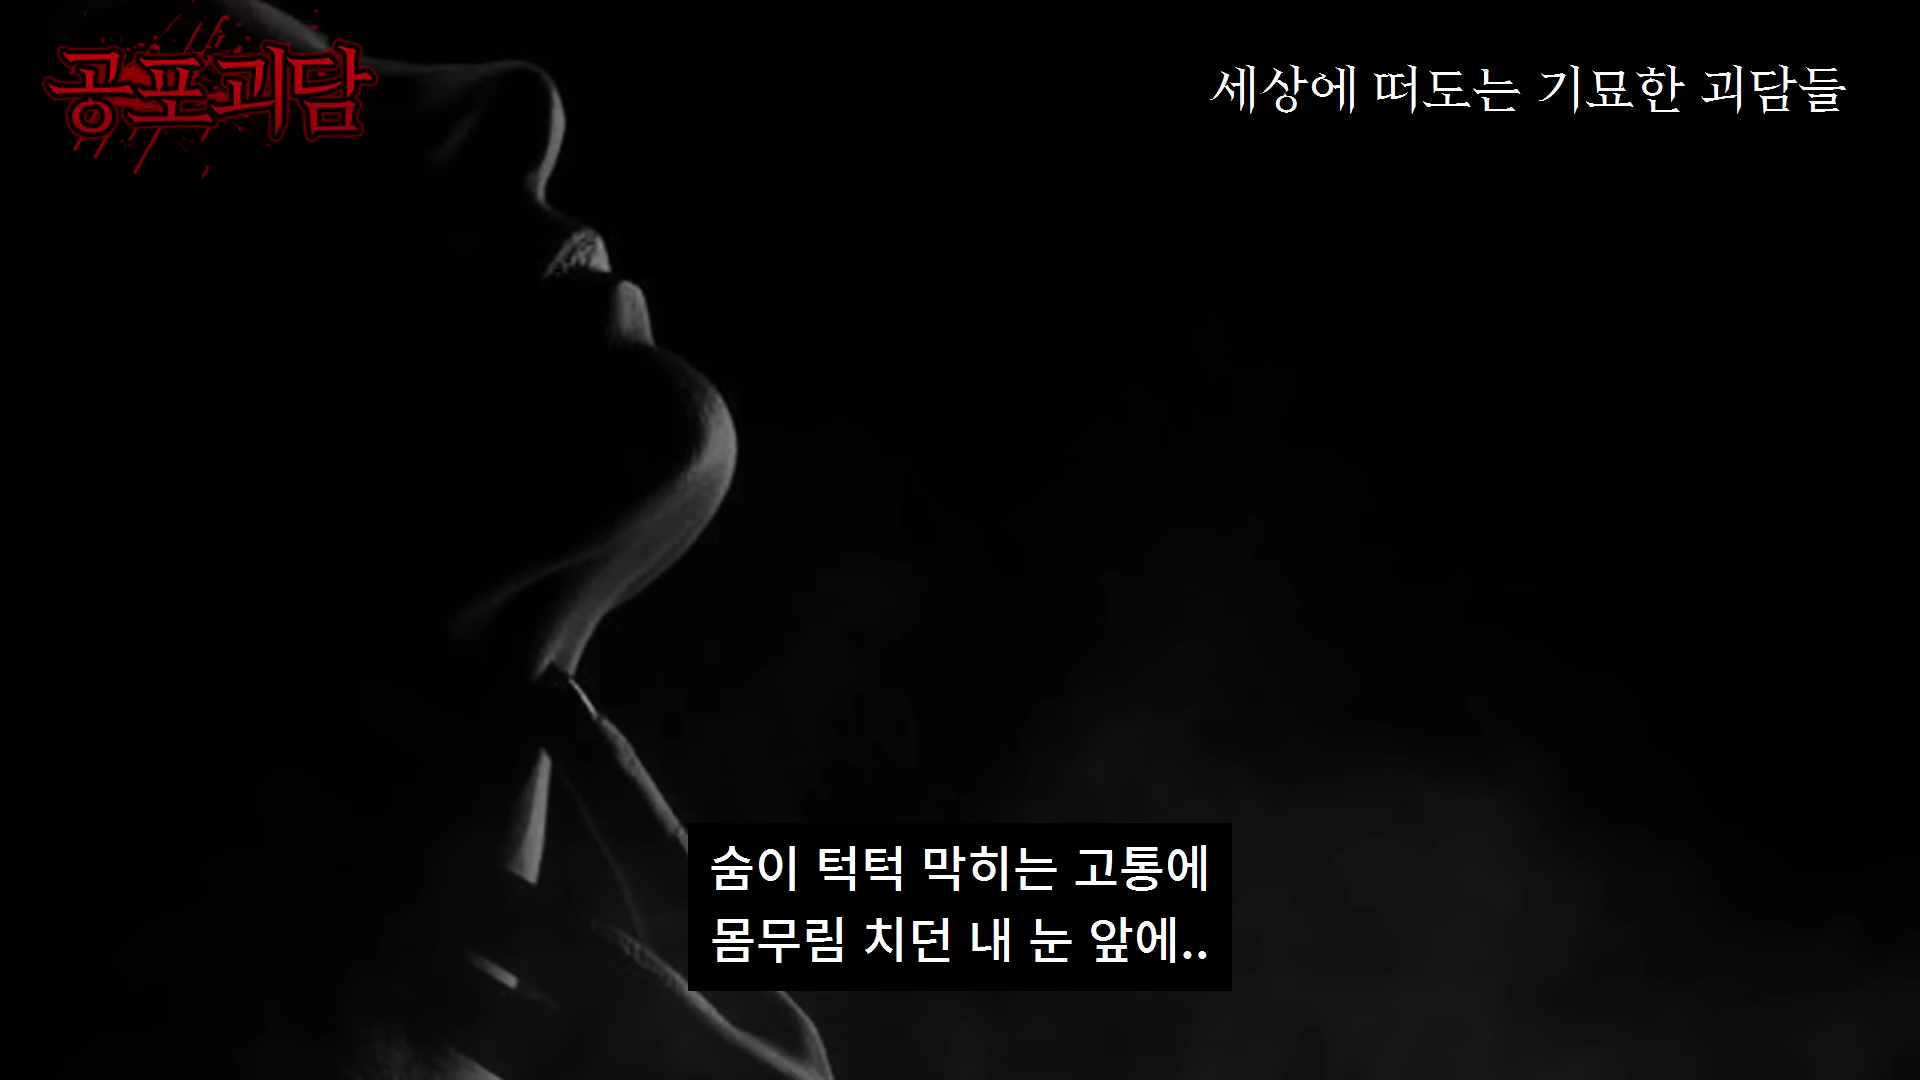 공포괴담
세상에 떠도는 기묘한 괴담들
숨이 턱턱 막히는 고통에
몸무림 치던 내 눈 앞에..